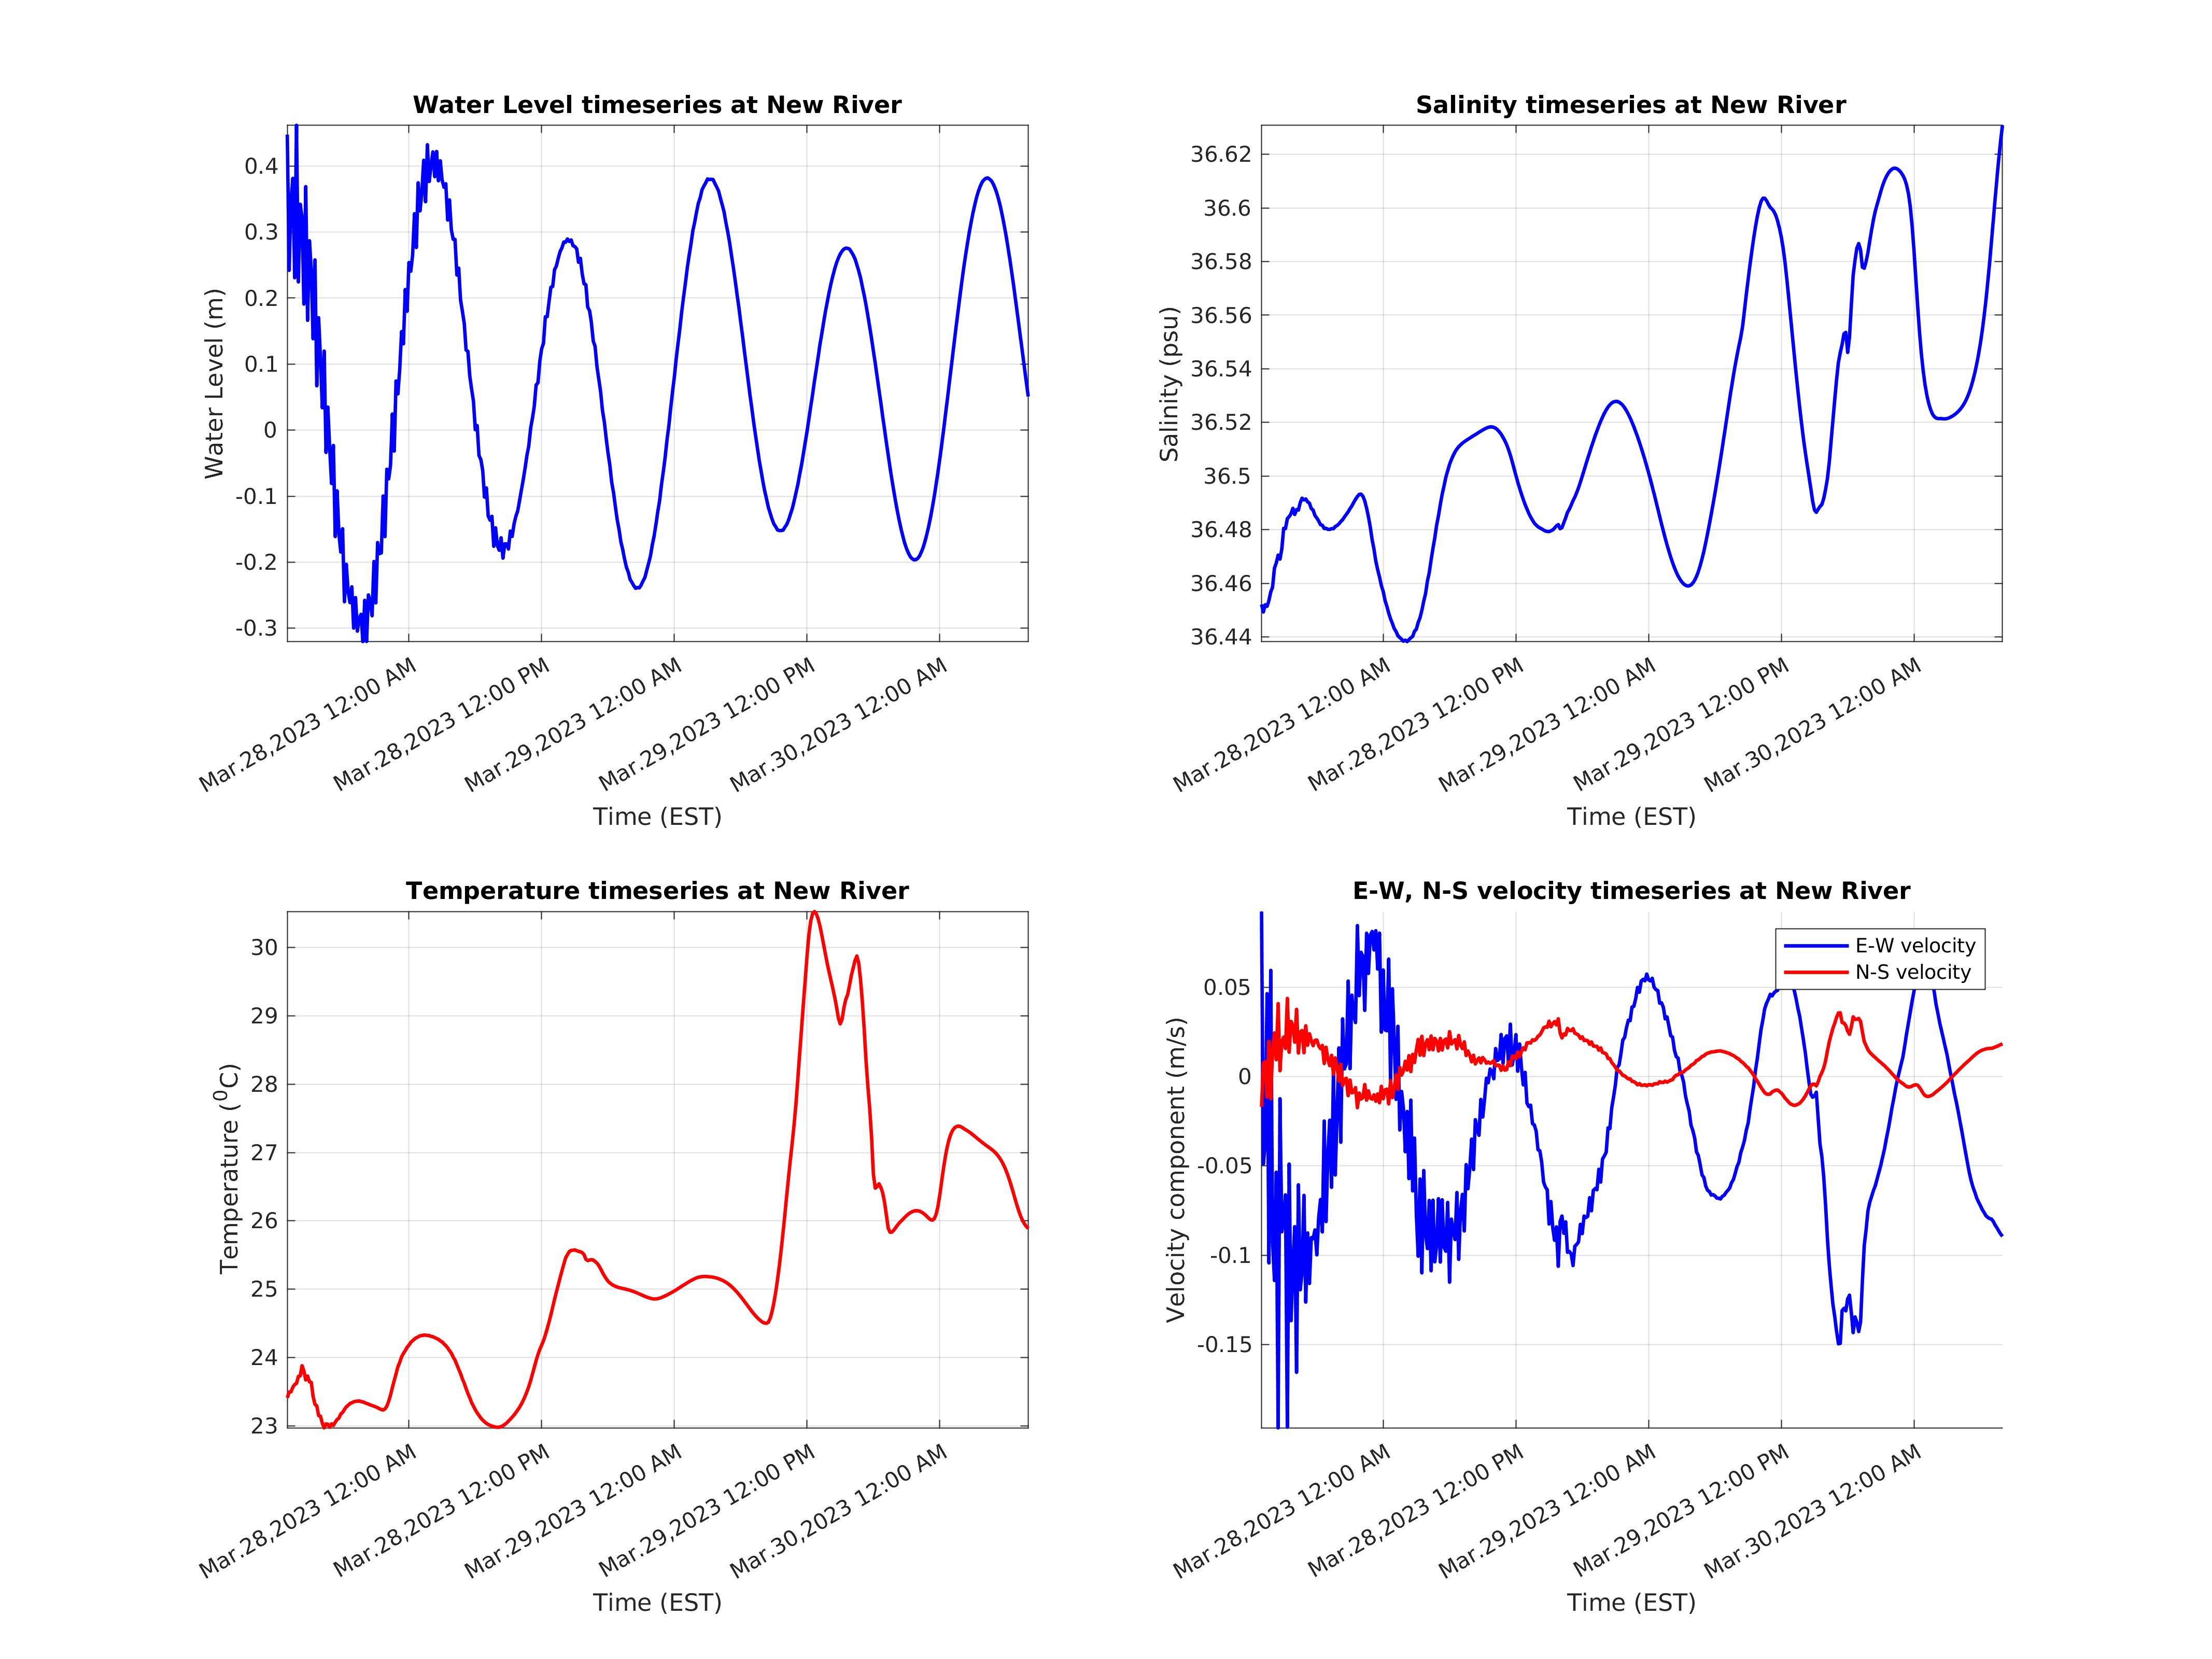 Water Level timeseries at New River
Water Level (m)
0.4
0.3
0.2
0.1
0
-0.1
-0.2
-0.3
Mar.28,2023 12:00 AM
Mar.28,2023 12:00 PM
Mar.29,2023 12:00 AM
Mar.29,2023 12:00 PM
Mar.30,2023 12:00 AM
Time (EST)
Salinity timeseries at New River
Salinity (psu)
36.62
36.6
36.58
36.56
36.54
36.52
36.5
36.48
36.46
36.44
Mar.28,2023 12:00 AM
Mar.28,2023 12:00 PM
Mar.29,2023 12:00 AM
Mar.29,2023 12:00 PM
Mar.30,2023 12:00 AM
Time (EST)
Temperature timeseries at New River
Temperature (⁰C)
30
29
28
27
26
25
24
23
Mar.28,2023 12:00 AM
Mar.28,2023 12:00 PM
Mar.29,2023 12:00 AM
Mar.29,2023 12:00 PM
Mar.30,2023 12:00 AM
Time (EST)
E-W, N-S velocity timeseries at New River
E-W velocity
N-S velocity
Velocity component (m/s)
0.05
0
-0.05
-0.1
-0.15
Mar.28,2023 12:00 AM
Mar.28,2023 12:00 PM
Mar.29,2023 12:00 AM
Mar.29,2023 12:00 PM
Mar.30,2023 12:00 AM
Time (EST)